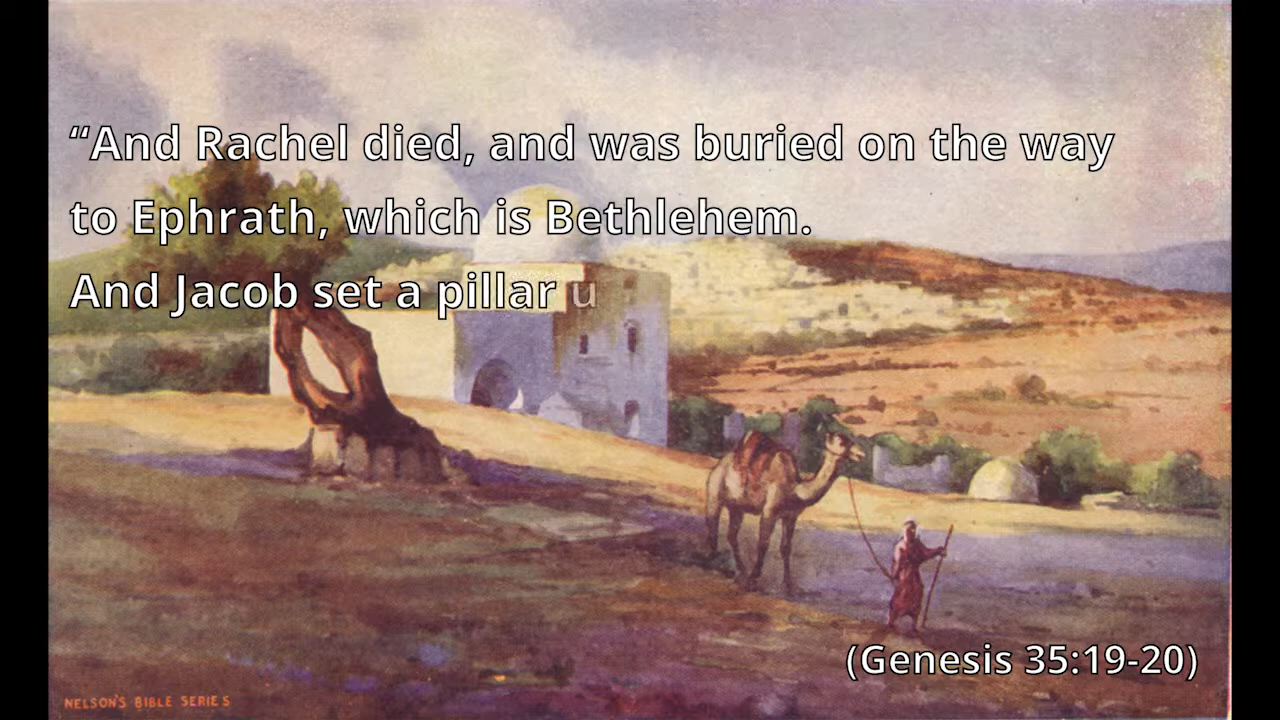 “And Rachel died, and was buried on the way
to Ephrath, which is Bethlehem.
And Jacob set a pillar u
(Genesis 35:19-20)
NELSON'S BIBLE SERIES